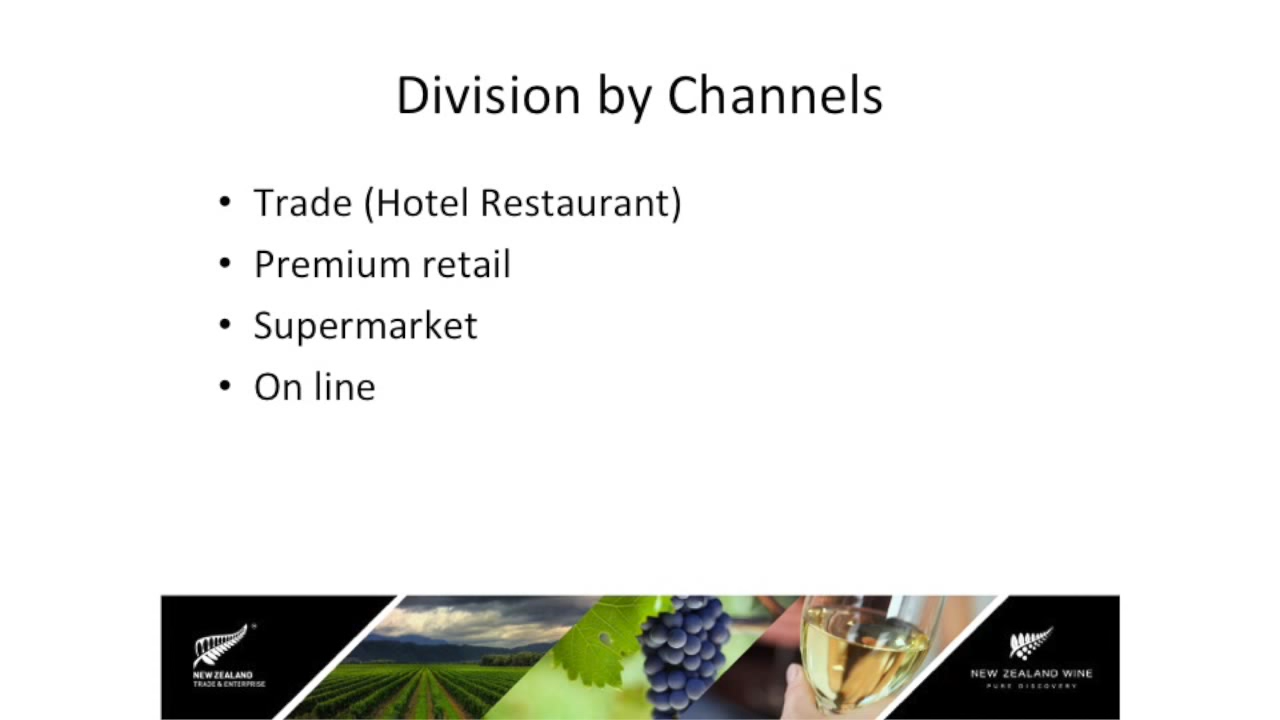 Division by Channels
• Trade (Hotel Restaurant)
• Premium retail
• Supermarket
• On line
NEW ZEALAND
TRADE & ENTERPRISE
NEW ZEALAND WINE
PURE DISCOVERY